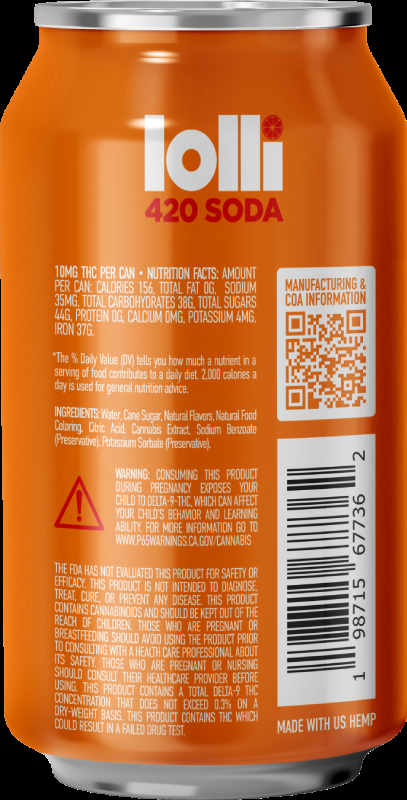 lolli
420 SODA
10MG THC PER CAN • NUTRITION FACTS: AMOUNT
PER CAN: CALORIES 156, TOTAL FAT 0G, SODIUM
35MG, TOTAL CARBOHYDRATES 38G, TOTAL SUGARS
44G, PROTEIN 0G, CALCIUM 0MG, POTASSIUM 4MG,
IRON 37G.
*The % Daily Value (DV) tells you how much a nutrient in a
serving of food contributes to a daily diet. 2,000 calories a
day is used for general nutrition advice.
INGREDIENTS: Water, Cane Sugar, Natural Flavors, Natural Food
Coloring, Citric Acid, Cannabis Extract, Sodium Benzoate
(Preservative), Potassium Sorbate (Preservative).
WARNING: CONSUMING THIS PRODUCT
DURING PREGNANCY EXPOSES YOUR
CHILD TO DELTA-9-THC, WHICH CAN AFFECT
YOUR CHILD'S BEHAVIOR AND LEARNING
ABILITY. FOR MORE INFORMATION GO TO
WWW.P65WARNINGS.CA.GOV/CANNABIS
THE FDA HAS NOT EVALUATED THIS PRODUCT FOR SAFETY OR
EFFICACY. THIS PRODUCT IS NOT INTENDED TO DIAGNOSE,
TREAT, CURE, OR PREVENT ANY DISEASE. THIS PRODUCT
CONTAINS CANNABINOIDS AND SHOULD BE KEPT OUT OF THE
REACH OF CHILDREN. THOSE WHO ARE PREGNANT OR
BREASTFEEDING SHOULD AVOID USING THE PRODUCT PRIOR
TO CONSULTING WITH A HEALTH CARE PROFESSIONAL ABOUT
ITS SAFETY. THOSE WHO ARE PREGNANT OR NURSING
SHOULD CONSULT THEIR HEALTHCARE PROVIDER BEFORE
USING. THIS PRODUCT CONTAINS A TOTAL DELTA-9 THC
CONCENTRATION THAT DOES NOT EXCEED 0.3% ON A
DRY-WEIGHT BASIS. THIS PRODUCT CONTAINS THC WHICH
COULD RESULT IN A FAILED DRUG TEST.
MANUFACTURING &
COA INFORMATION
1 98715 67736 2
MADE WITH US HEMP